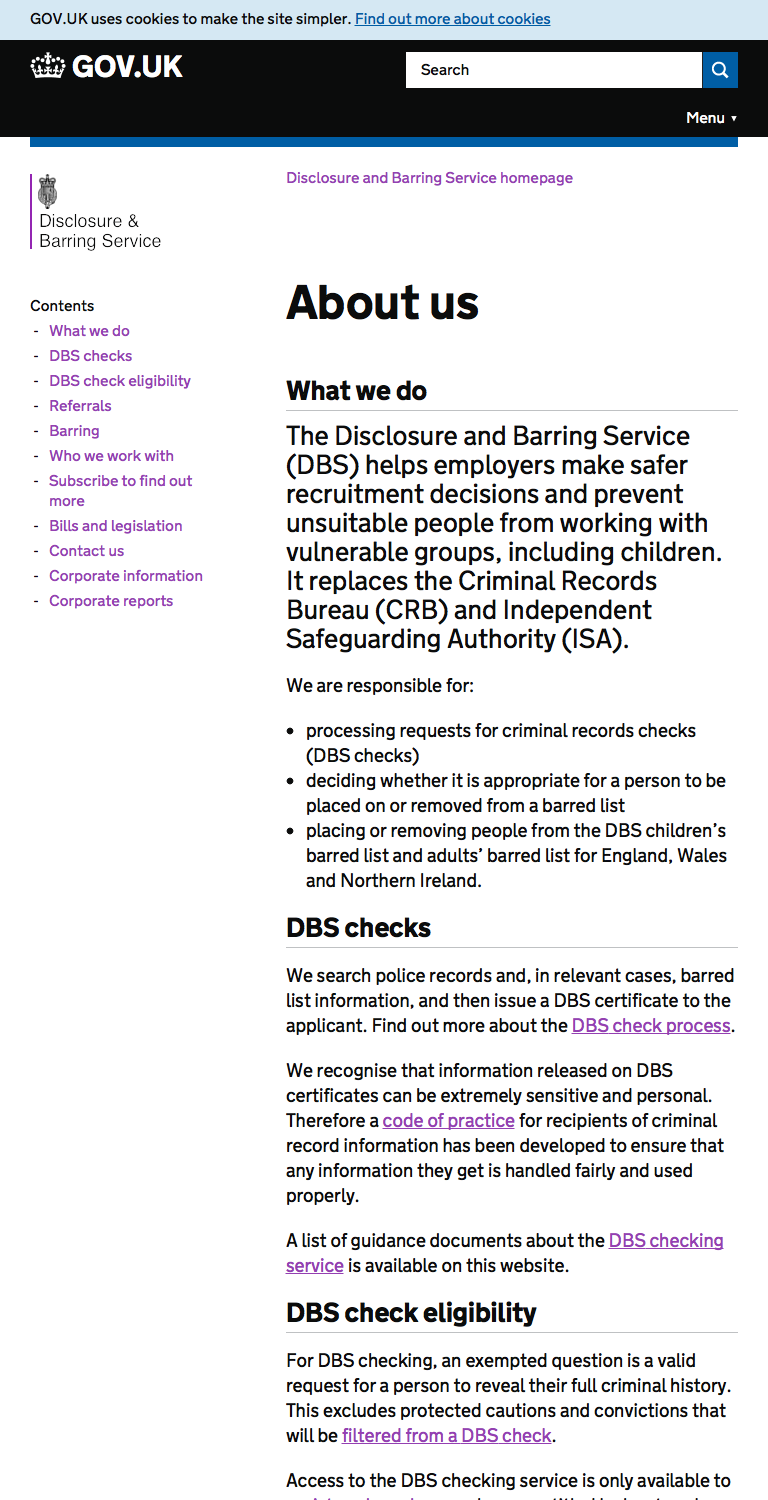 GOV.UK uses cookies to make the site simpler. Find out more about cookies
GOV.UK
Search
Menu ▼
Disclosure &
Barring Service
Disclosure and Barring Service homepage
About us
Contents
- What we do
- DBS checks
- DBS check eligibility
- Referrals
- Barring
- Who we work with
- Subscribe to find out
more
- Bills and legislation
- Contact us
- Corporate information
- Corporate reports
What we do
The Disclosure and Barring Service
(DBS) helps employers make safer
recruitment decisions and prevent
unsuitable people from working with
vulnerable groups, including children.
It replaces the Criminal Records
Bureau (CRB) and Independent
Safeguarding Authority (ISA).
We are responsible for:
• processing requests for criminal records checks
(DBS checks)
• deciding whether it is appropriate for a person to be
placed on or removed from a barred list
• placing or removing people from the DBS children’s
barred list and adults’ barred list for England, Wales
and Northern Ireland.
DBS checks
We search police records and, in relevant cases, barred
list information, and then issue a DBS certificate to the
applicant. Find out more about the DBS check process.
We recognise that information released on DBS
certificates can be extremely sensitive and personal.
Therefore a code of practice for recipients of criminal
record information has been developed to ensure that
any information they get is handled fairly and used
properly.
A list of guidance documents about the DBS checking
service is available on this website.
DBS check eligibility
For DBS checking, an exempted question is a valid
request for a person to reveal their full criminal history.
This excludes protected cautions and convictions that
will be filtered from a DBS check.
Access to the DBS checking service is only available to